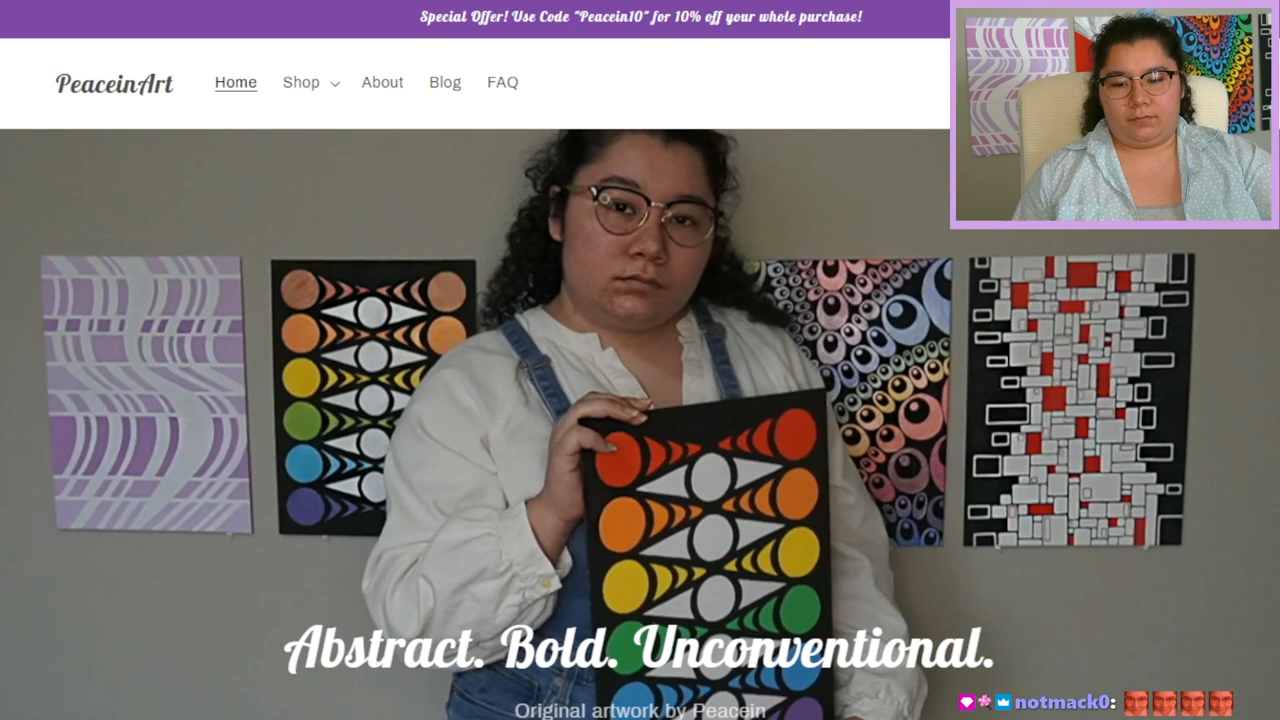 Special Offer! Use Code "Peacein10" for 10% off your whole purchase!
PeaceinArt
Home
Shop
About
Blog
FAQ
Abstract. Bold. Unconventional.
Original artwork by Peacein
notmack0: